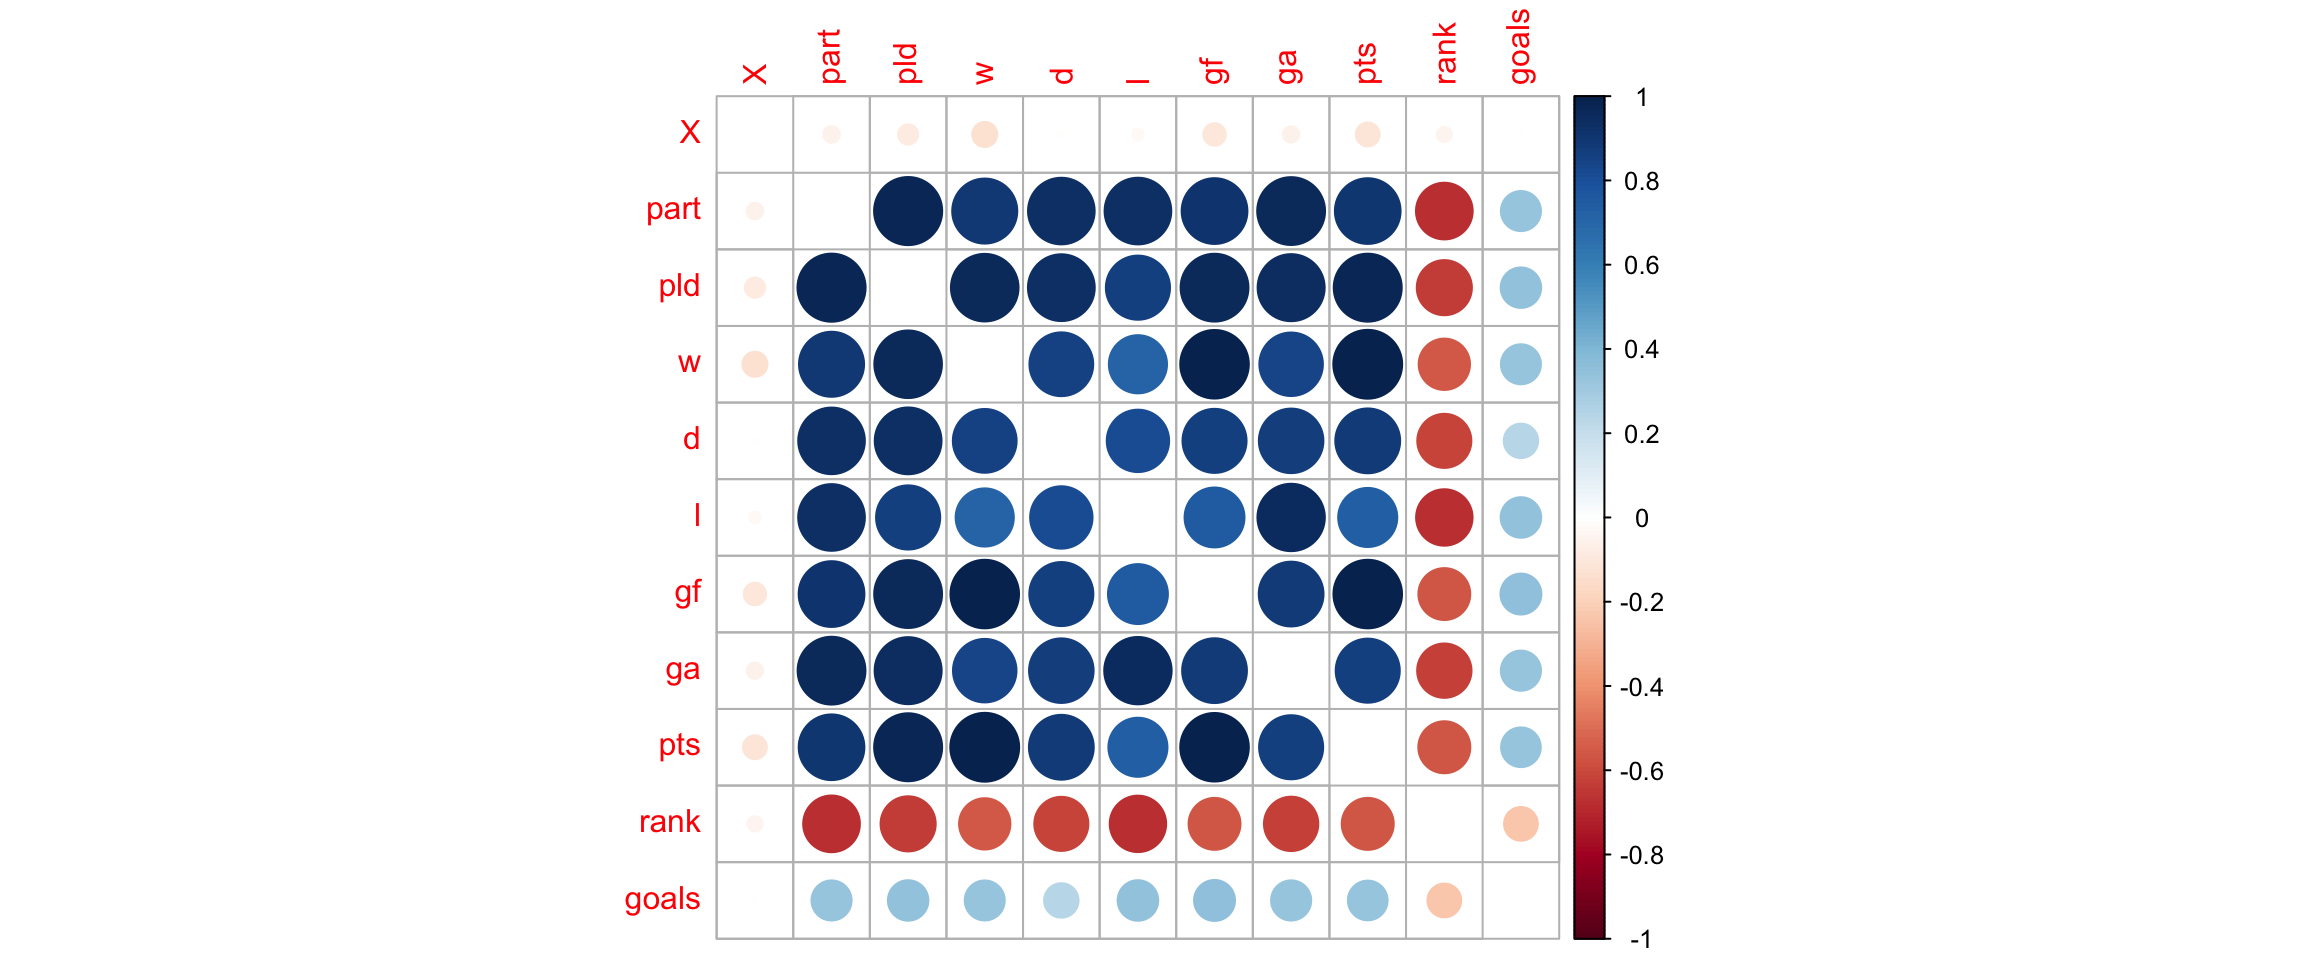 X part pld w d l gf ga pts rank goals
X
part
pld
w
d
l
gf
ga
pts
rank
goals
1
0.8
0.6
0.4
0.2
0
-0.2
-0.4
-0.6
-0.8
-1